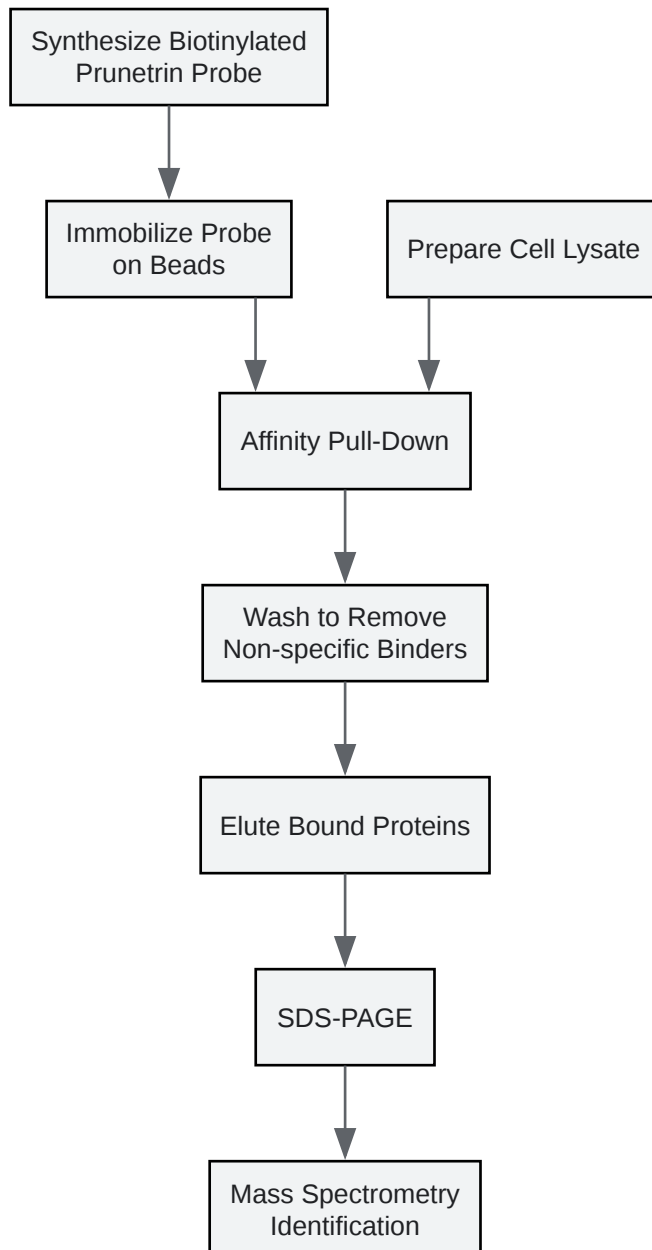 Synthesize Biotinylated
Prunetrin Probe
Immobilize Probe
on Beads
Prepare Cell Lysate
Affinity Pull-Down
Wash to Remove
Non-specific Binders
Elute Bound Proteins
SDS-PAGE
Mass Spectrometry
Identification